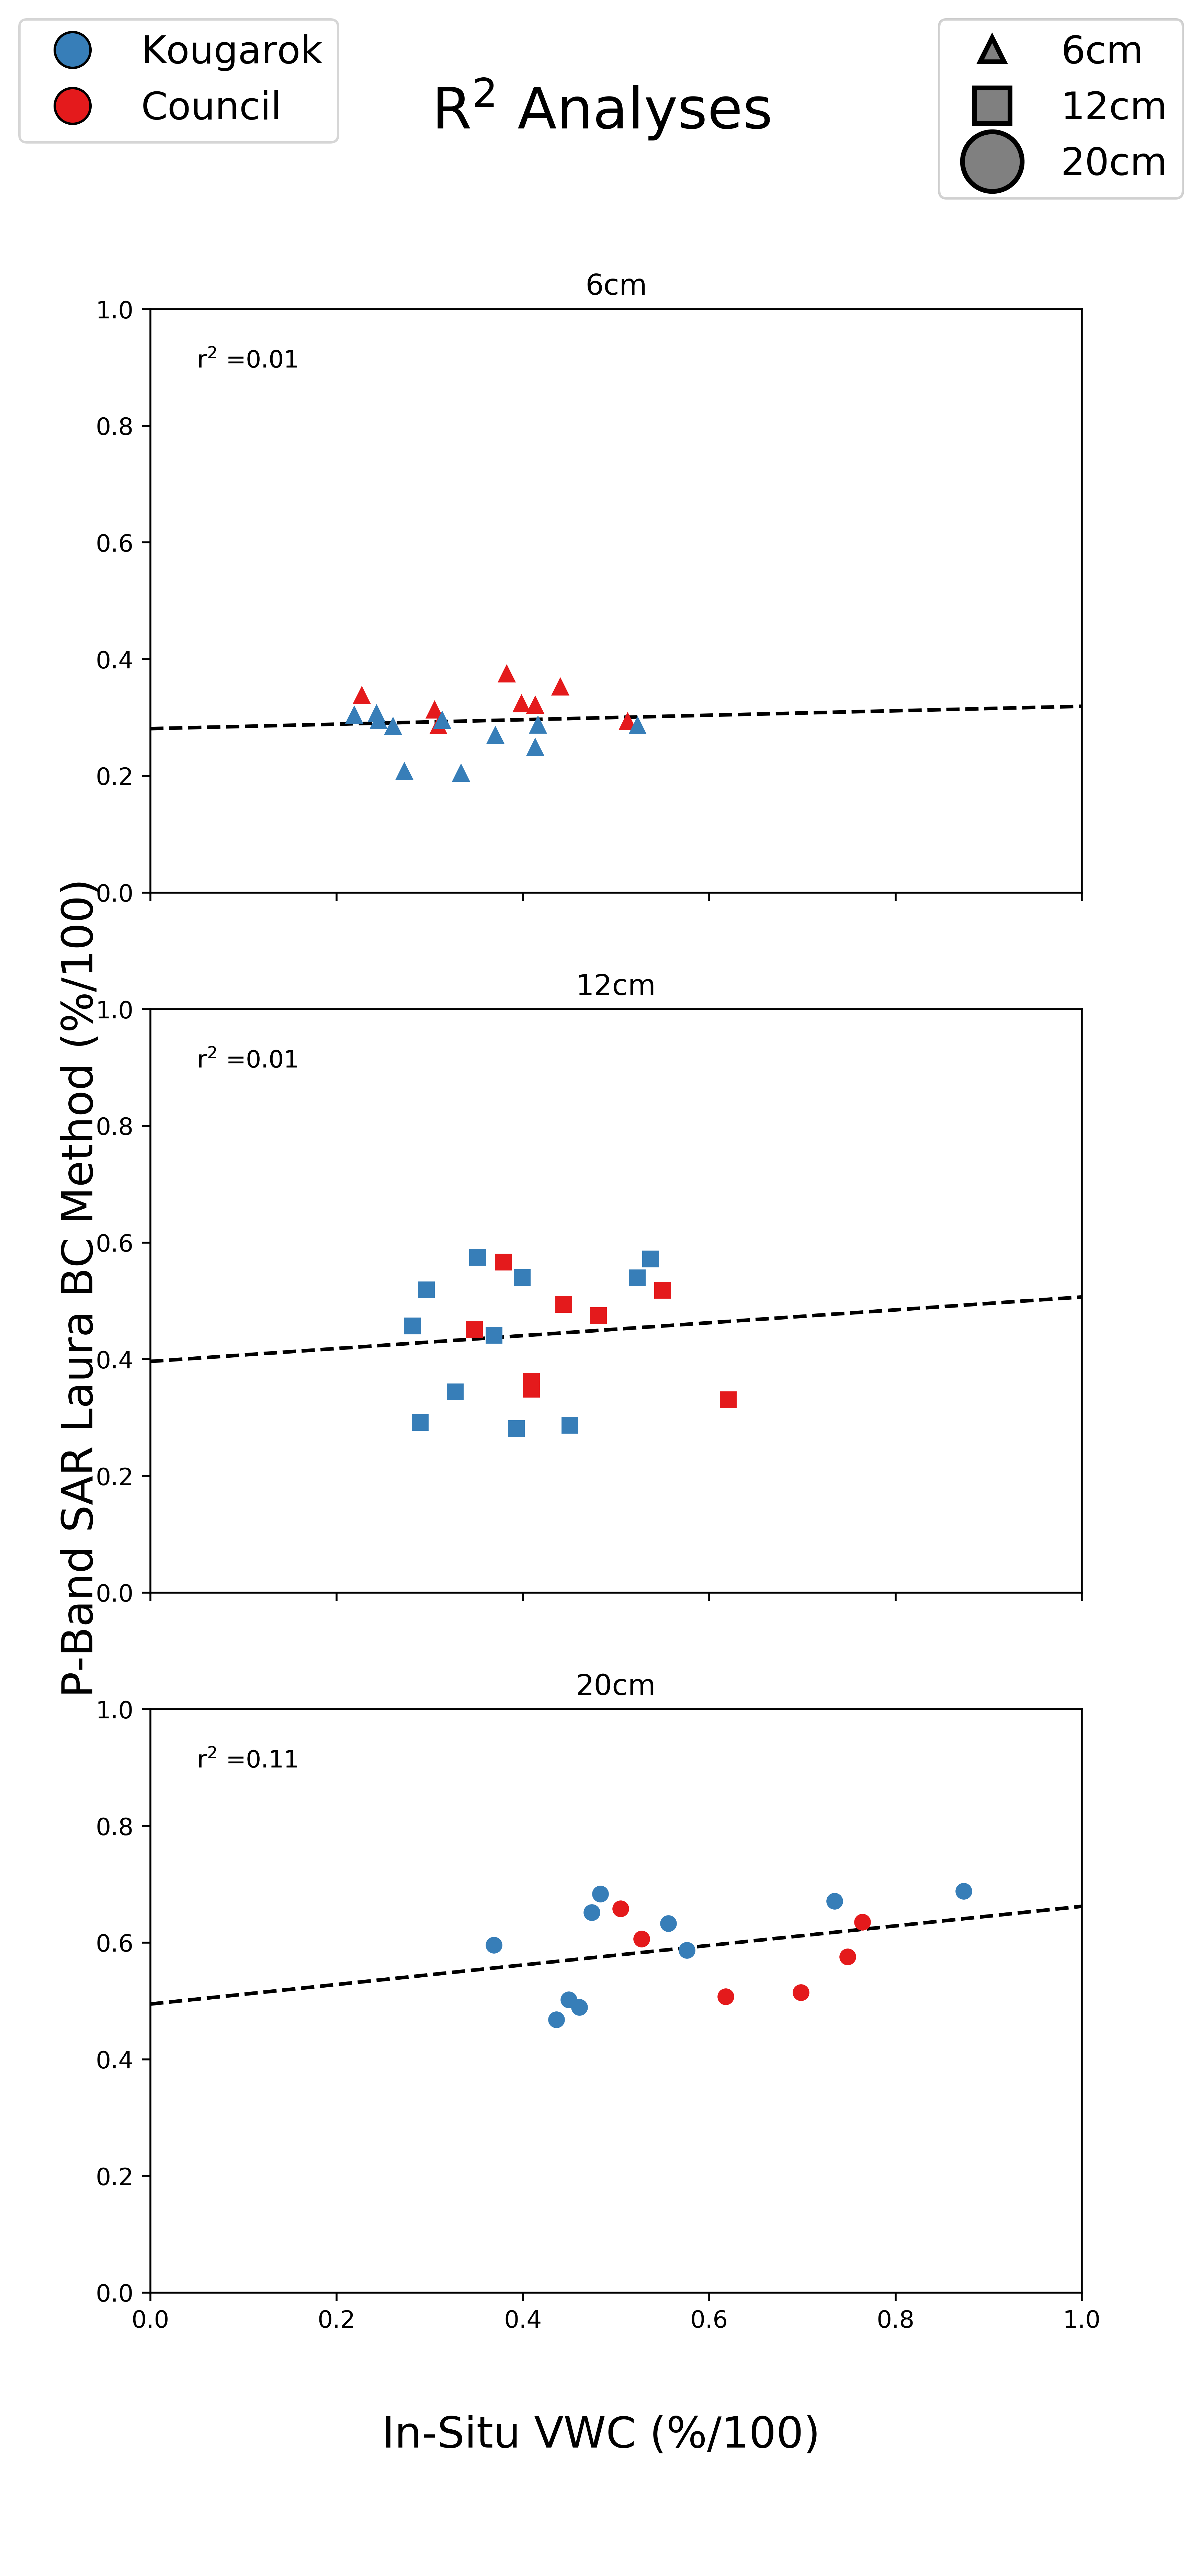 Kougarok
Council
R² Analyses
6cm
12cm
20cm
6cm
1.0
r² =0.01
0.8
0.6
0.4
0.2
0.0
P-Band SAR Laura BC Method (%/100)
12cm
1.0
r² =0.01
0.8
0.6
0.4
0.2
0.0
20cm
1.0
r² =0.11
0.8
0.6
0.4
0.2
0.0
0.0 0.2 0.4 0.6 0.8 1.0
In-Situ VWC (%/100)